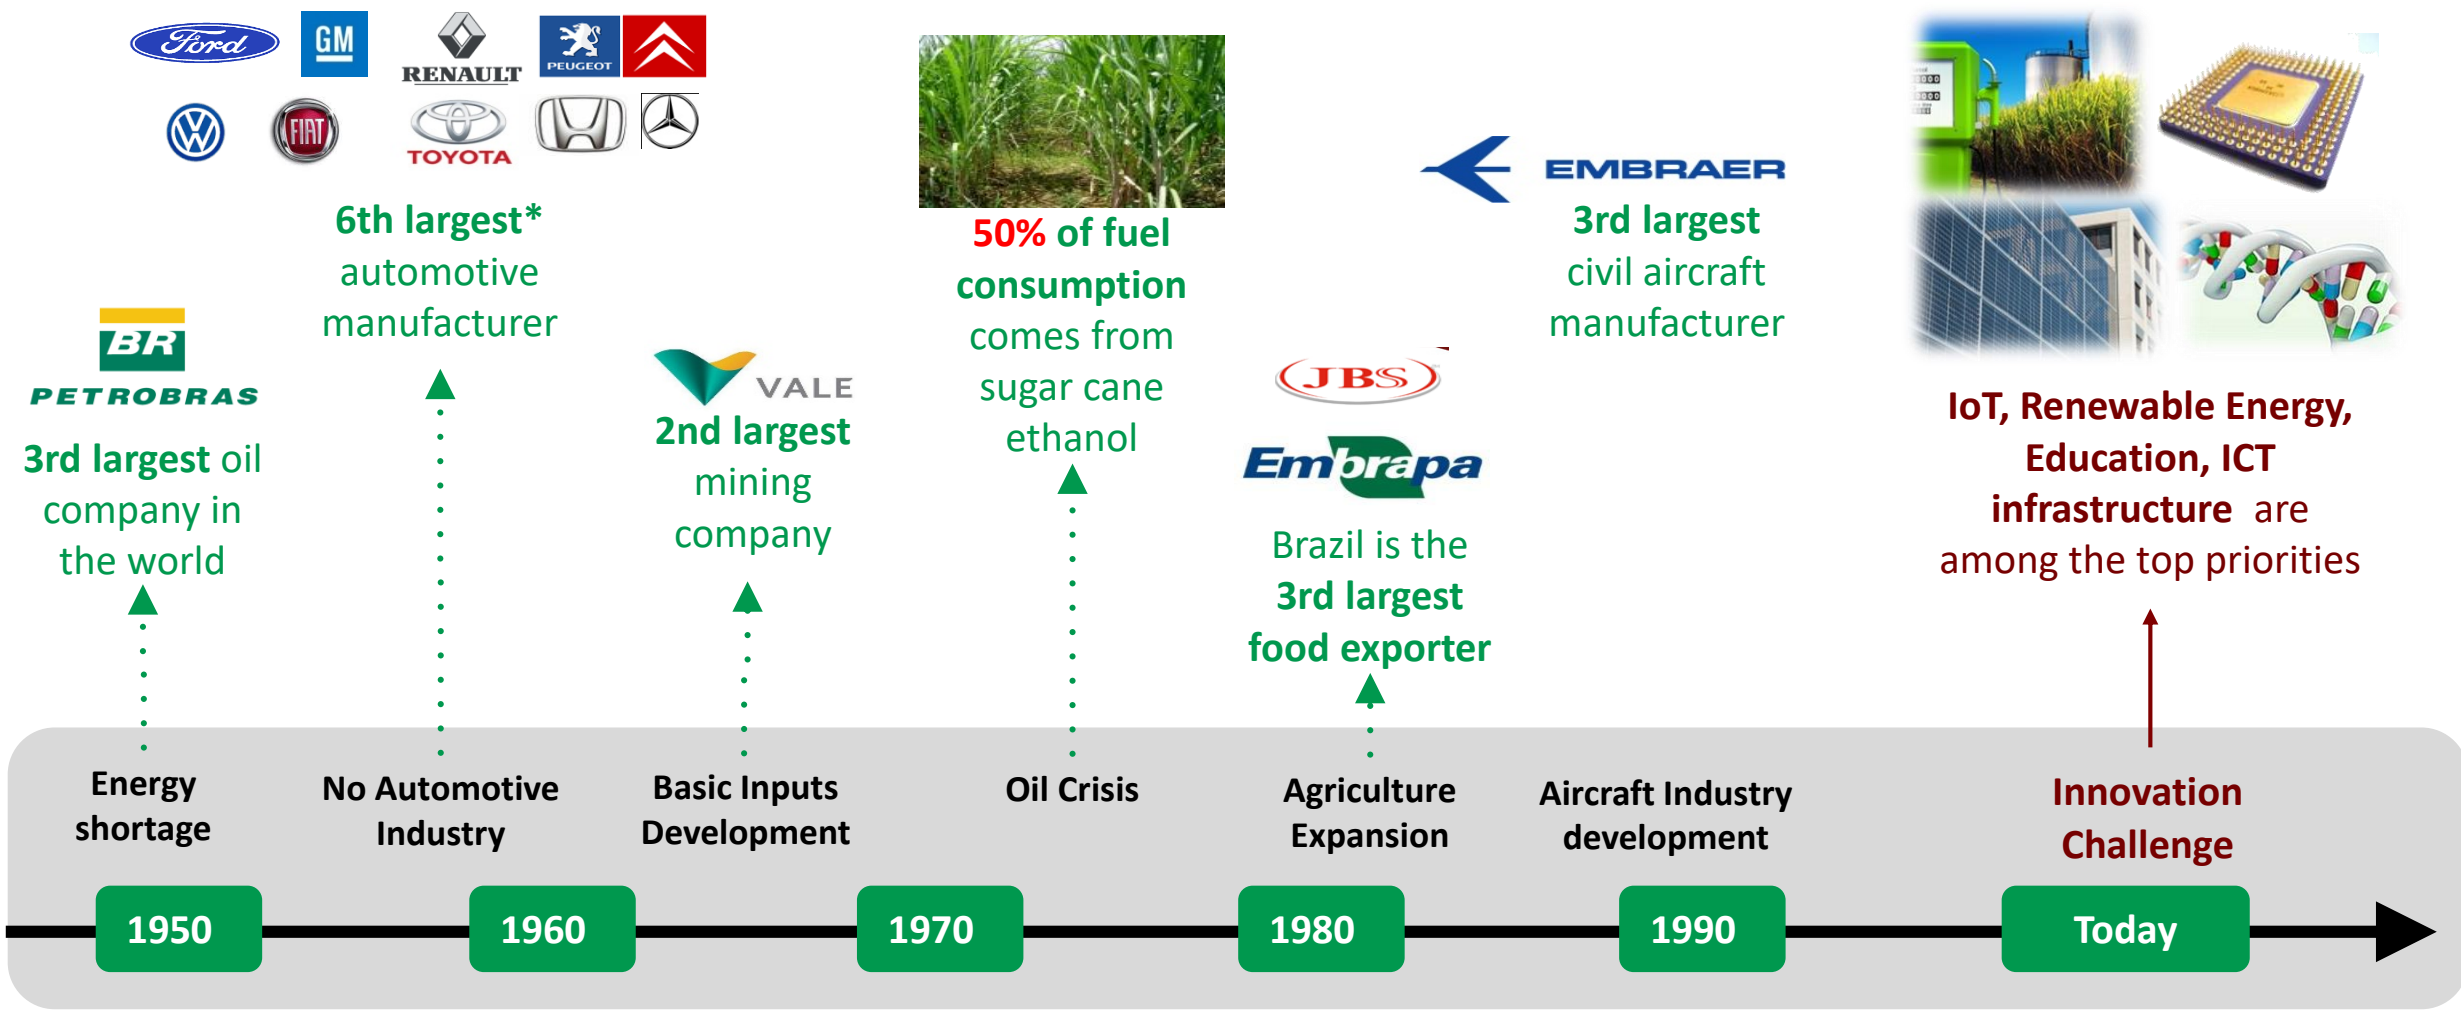 Ford
GM
RENAULT
PEUGEOT
FIAT
TOYOTA
6th largest*
automotive
manufacturer
BR
PETROBRAS
3rd largest oil
company in
the world
VALE
2nd largest
mining
company
50% of fuel
consumption
comes from
sugar cane
ethanol
JBS
Embrapa
Brazil is the
3rd largest
food exporter
EMBRAER
3rd largest
civil aircraft
manufacturer
IoT, Renewable Energy,
Education, ICT
infrastructure are
among the top priorities
Energy
shortage
No Automotive
Industry
Basic Inputs
Development
Oil Crisis
Agriculture
Expansion
Aircraft Industry
development
Innovation
Challenge
1950
1960
1970
1980
1990
Today